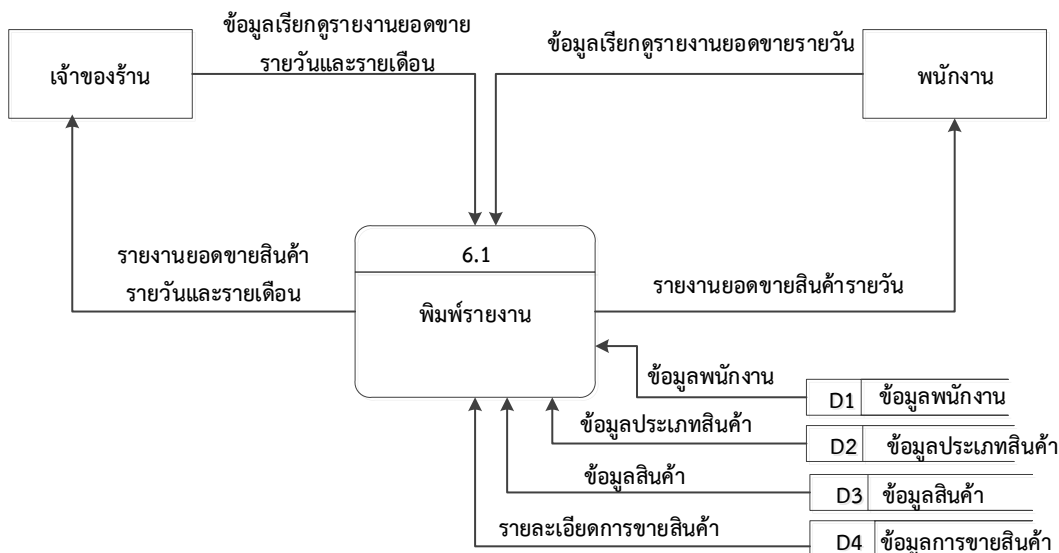 ข้อมูลเรียกดูรายงานยอดขาย
รายวันและรายเดือน
ข้อมูลเรียกดูรายงานยอดขายรายวัน
เจ้าของร้าน
พนักงาน
6.1
พิมพ์รายงาน
รายงานยอดขายสินค้า
รายวันและรายเดือน
รายงานยอดขายสินค้ารายวัน
ข้อมูลพนักงาน
D1 ข้อมูลพนักงาน
ข้อมูลประเภทสินค้า
D2 ข้อมูลประเภทสินค้า
ข้อมูลสินค้า
D3 ข้อมูลสินค้า
รายละเอียดการขายสินค้า
D4 ข้อมูลการขายสินค้า